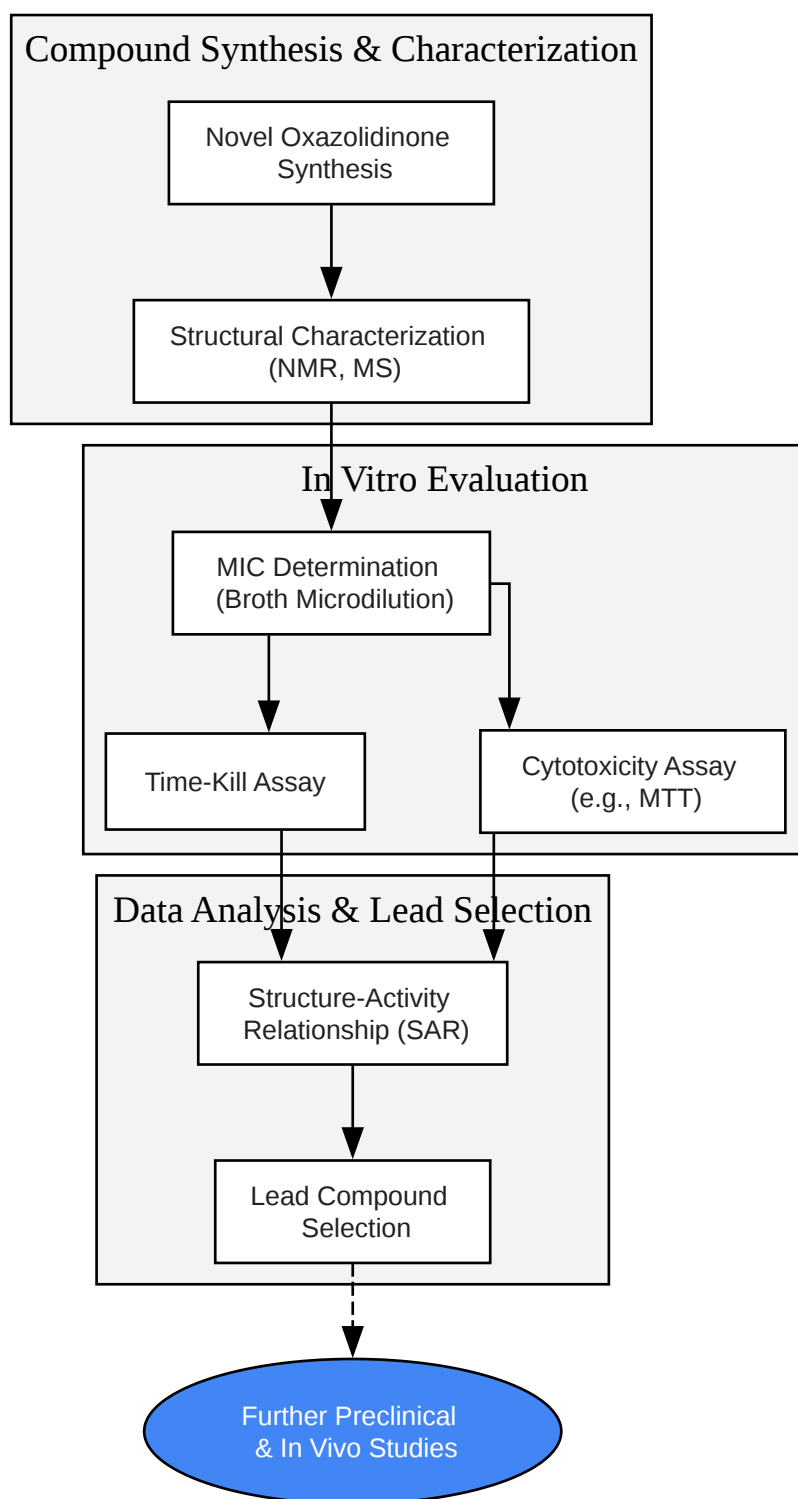 Compound Synthesis & Characterization
Novel Oxazolidinone
Synthesis
Structural Characterization
(NMR, MS)
In Vitro Evaluation
MIC Determination
(Broth Microdilution)
Time-Kill Assay
Cytotoxicity Assay
(e.g., MTT)
Data Analysis & Lead Selection
Structure-Activity
Relationship (SAR)
Lead Compound
Selection
Further Preclinical
& In Vivo Studies